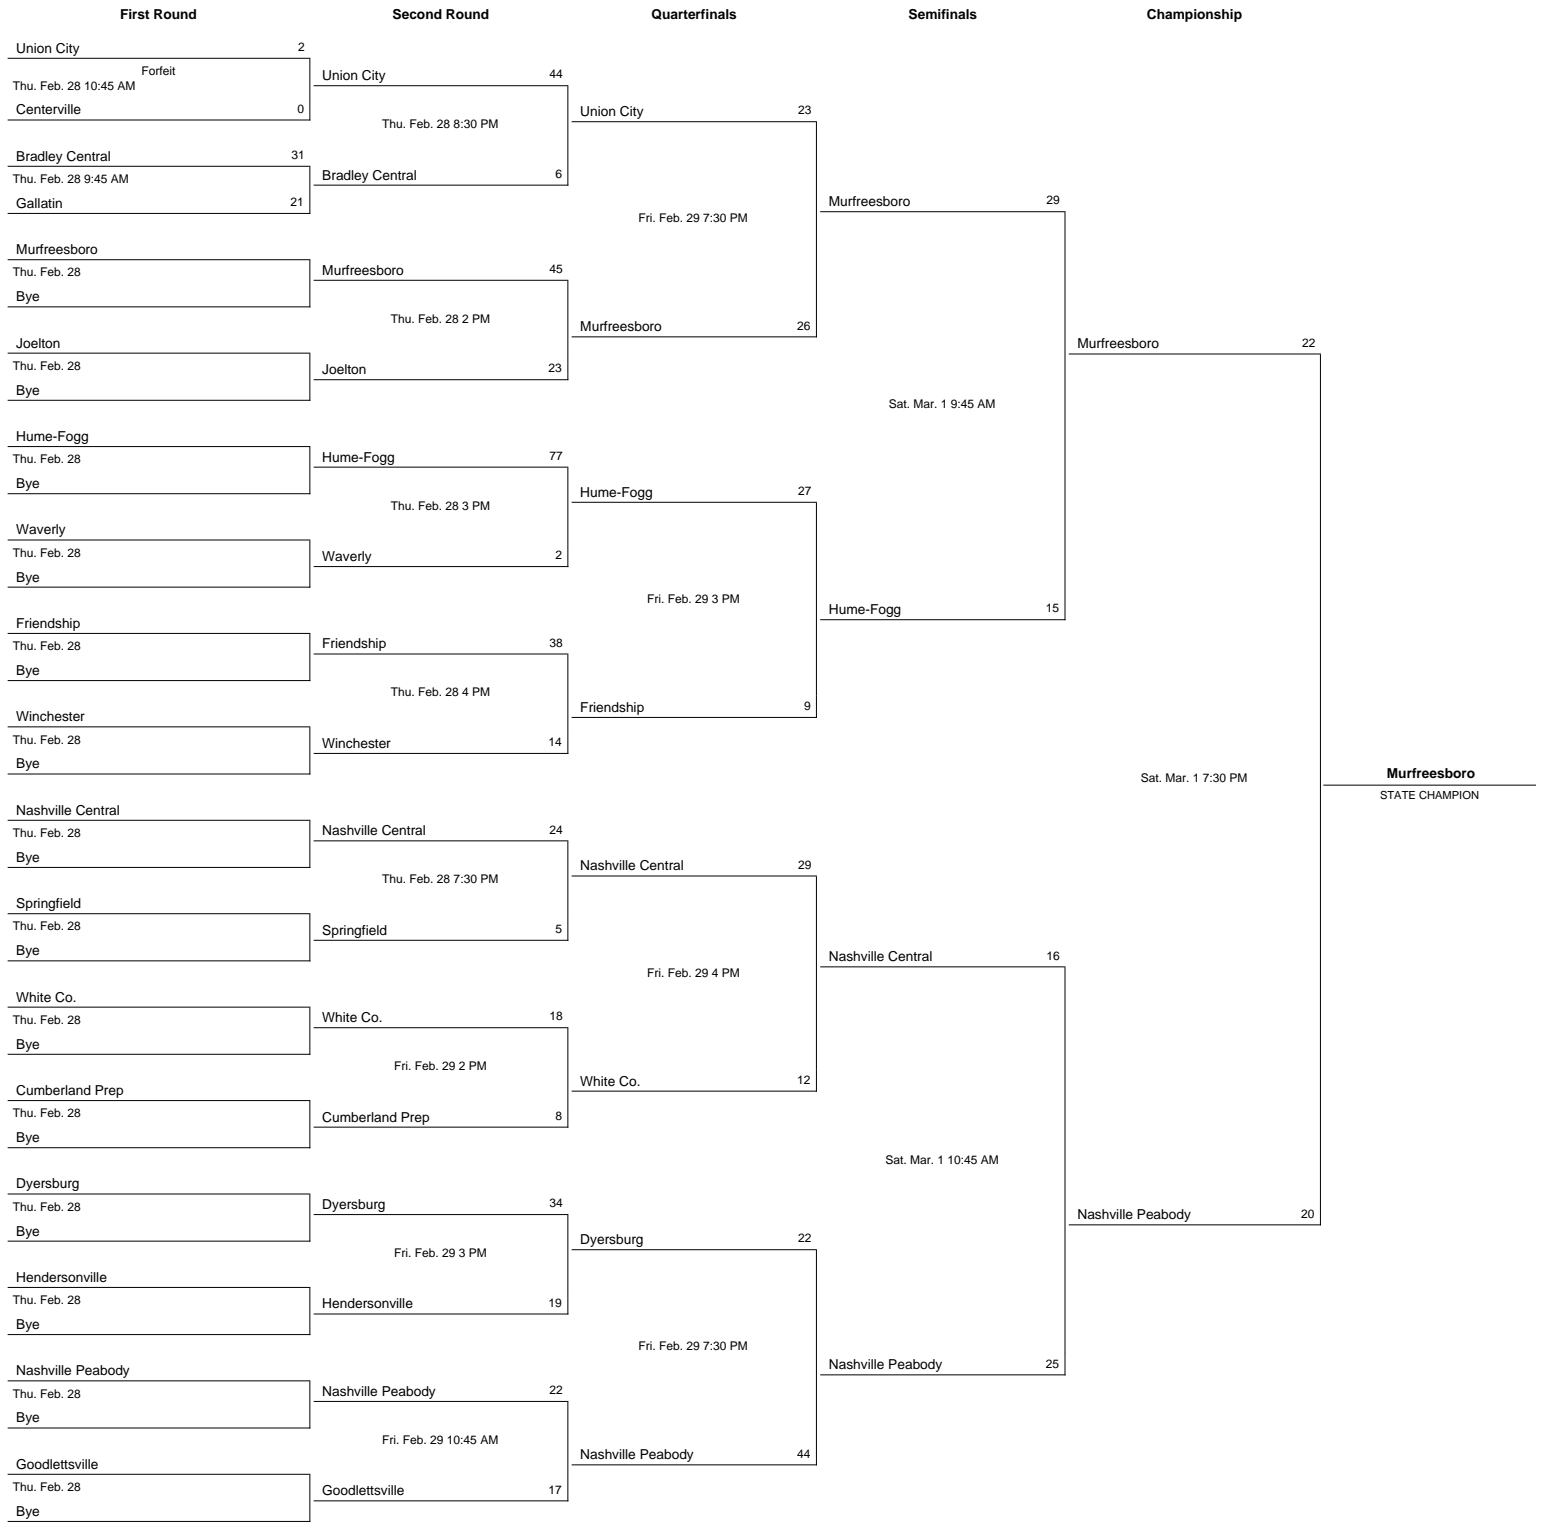 First Round
Second Round
Quarterfinals
Semifinals
Championship
Union City 2
Forfeit
Thu. Feb. 28 10:45 AM
Centerville 0
Bradley Central 31
Thu. Feb. 28 9:45 AM
Gallatin 21
Murfreesboro
Thu. Feb. 28
Bye
Joelton
Thu. Feb. 28
Bye
Hume-Fogg
Thu. Feb. 28
Bye
Waverly
Thu. Feb. 28
Bye
Friendship
Thu. Feb. 28
Bye
Winchester
Thu. Feb. 28
Bye
Nashville Central
Thu. Feb. 28
Bye
Springfield
Thu. Feb. 28
Bye
White Co.
Thu. Feb. 28
Bye
Cumberland Prep
Thu. Feb. 28
Bye
Dyersburg
Thu. Feb. 28
Bye
Hendersonville
Thu. Feb. 28
Bye
Nashville Peabody
Thu. Feb. 28
Bye
Goodlettsville
Thu. Feb. 28
Bye
Union City 44
Thu. Feb. 28 8:30 PM
Bradley Central 6
Murfreesboro 45
Thu. Feb. 28 2 PM
Joelton 23
Hume-Fogg 77
Thu. Feb. 28 3 PM
Waverly 2
Friendship 38
Thu. Feb. 28 4 PM
Winchester 14
Nashville Central 24
Thu. Feb. 28 7:30 PM
Springfield 5
White Co. 18
Fri. Feb. 29 2 PM
Cumberland Prep 8
Dyersburg 34
Fri. Feb. 29 3 PM
Hendersonville 19
Nashville Peabody 22
Fri. Feb. 29 10:45 AM
Goodlettsville 17
Union City 23
Fri. Feb. 29 7:30 PM
Murfreesboro 26
Hume-Fogg 27
Fri. Feb. 29 3 PM
Friendship 9
Nashville Central 29
Fri. Feb. 29 4 PM
White Co. 12
Dyersburg 22
Fri. Feb. 29 7:30 PM
Nashville Peabody 44
Murfreesboro 29
Sat. Mar. 1 9:45 AM
Hume-Fogg 15
Nashville Central 16
Sat. Mar. 1 10:45 AM
Nashville Peabody 25
Murfreesboro 22
Sat. Mar. 1 7:30 PM
Nashville Peabody 20
Murfreesboro
STATE CHAMPION